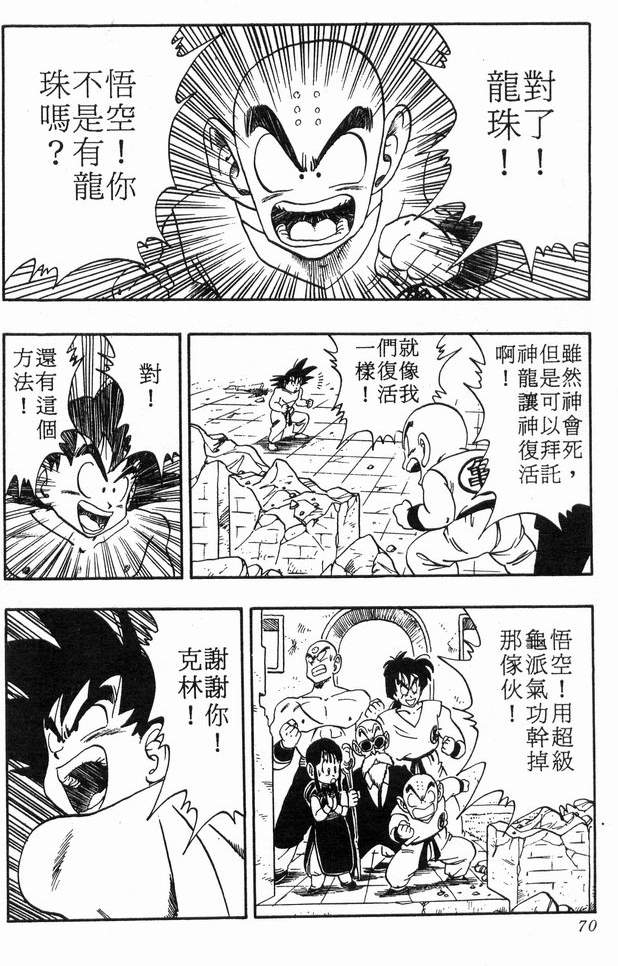 對了！
龍珠！
悟空！你
不是有龍
珠嗎？
雖然神會死，
但是可以拜託
神龍讓神復活
啊！
就像我
們復活
一樣！
龜
對！
還有這個
方法！
悟空！用超級
龜派氣功幹掉
那傢伙！
謝謝你！
克林！
70